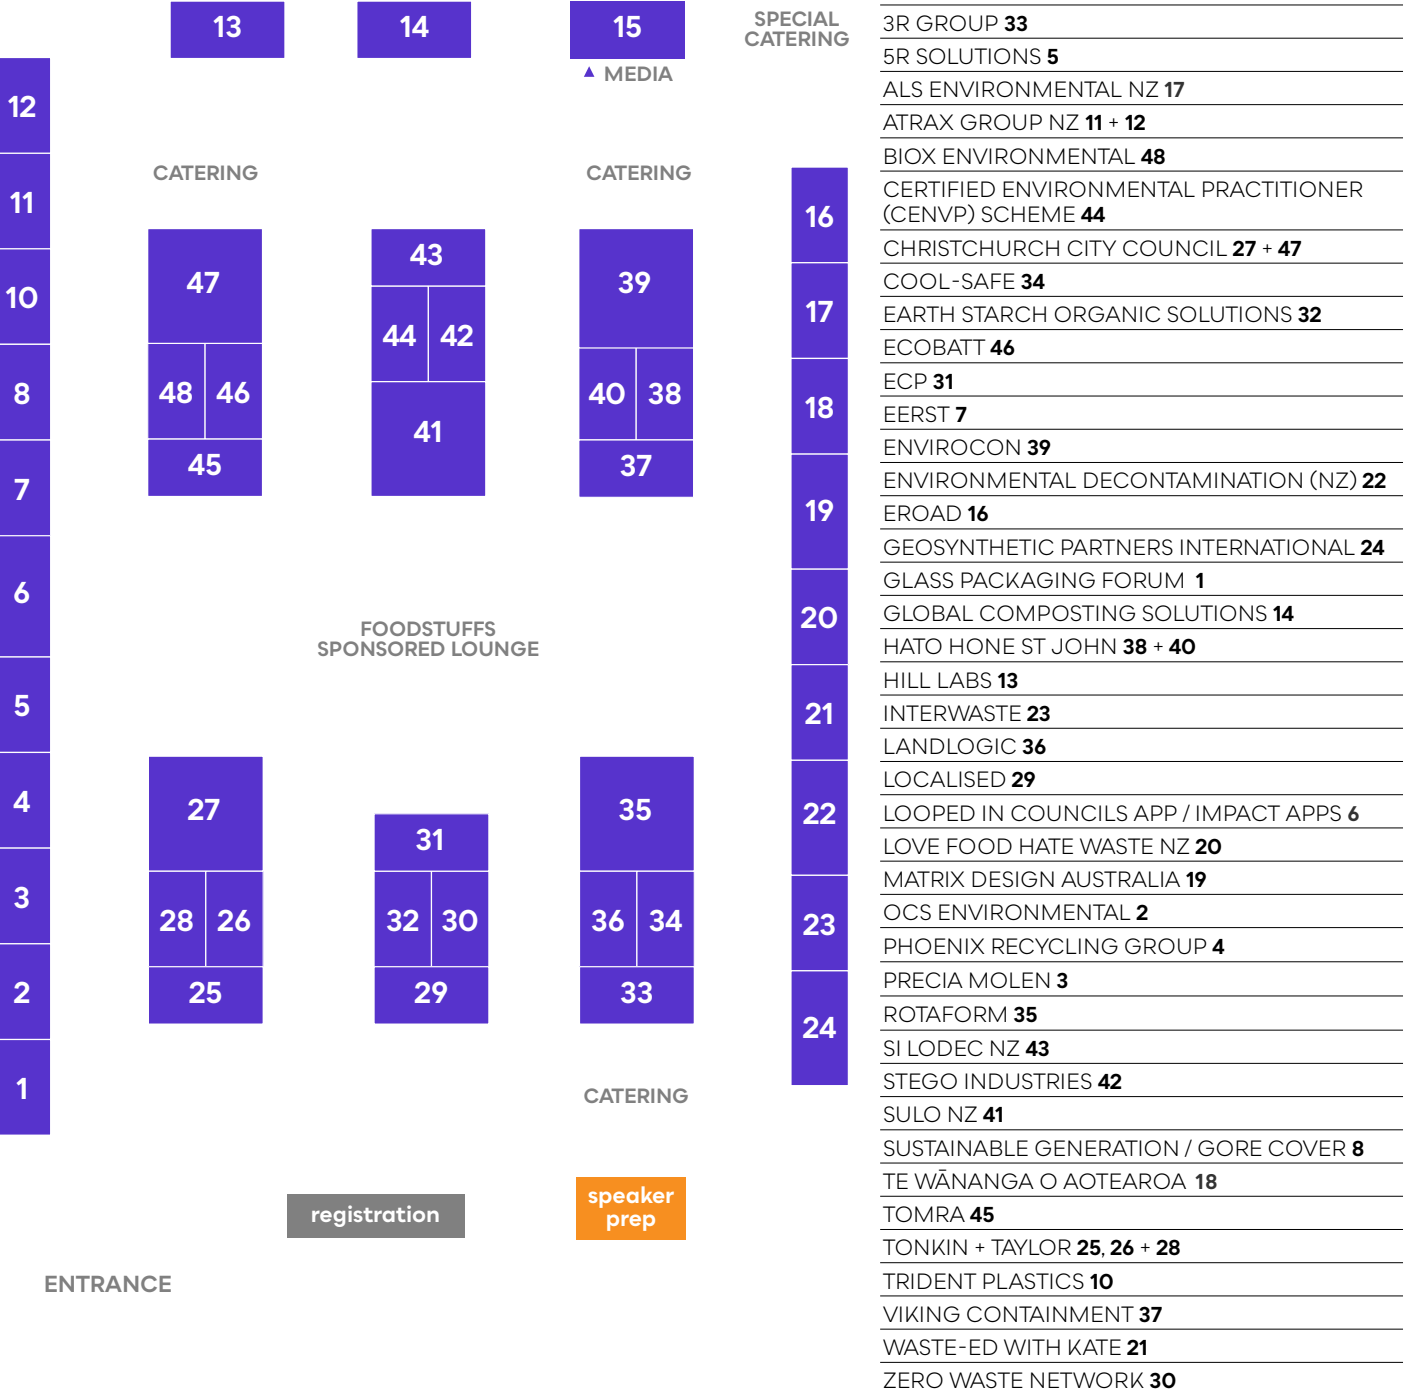 13
14
15
SPECIAL
CATERING
▲ MEDIA
12
11
10
8
7
6
5
4
3
2
1
CATERING
CATERING
47
48
46
45
43
44
42
41
39
40
38
37
16
17
18
19
20
21
22
23
24
FOODSTUFFS
SPONSORED LOUNGE
27
28
26
25
31
32
30
29
35
36
34
33
CATERING
registration
speaker
prep
ENTRANCE
3R GROUP 33
5R SOLUTIONS 5
ALS ENVIRONMENTAL NZ 17
ATRAX GROUP NZ 11 + 12
BIOX ENVIRONMENTAL 48
CERTIFIED ENVIRONMENTAL PRACTITIONER
(CENVP) SCHEME 44
CHRISTCHURCH CITY COUNCIL 27 + 47
COOL-SAFE 34
EARTH STARCH ORGANIC SOLUTIONS 32
ECOBATT 46
ECP 31
EERST 7
ENVIROCON 39
ENVIRONMENTAL DECONTAMINATION (NZ) 22
EROAD 16
GEOSYNTHETIC PARTNERS INTERNATIONAL 24
GLASS PACKAGING FORUM 1
GLOBAL COMPOSTING SOLUTIONS 14
HATO HONE ST JOHN 38 + 40
HILL LABS 13
INTERWASTE 23
LANDLOGIC 36
LOCALISED 29
LOOPED IN COUNCILS APP / IMPACT APPS 6
LOVE FOOD HATE WASTE NZ 20
MATRIX DESIGN AUSTRALIA 19
OCS ENVIRONMENTAL 2
PHOENIX RECYCLING GROUP 4
PRECIA MOLEN 3
ROTAFORM 35
SI LODEC NZ 43
STEGO INDUSTRIES 42
SULO NZ 41
SUSTAINABLE GENERATION / GORE COVER 8
TE WĀNANGA O AOTEAROA 18
TOMRA 45
TONKIN + TAYLOR 25, 26 + 28
TRIDENT PLASTICS 10
VIKING CONTAINMENT 37
WASTE-ED WITH KATE 21
ZERO WASTE NETWORK 30